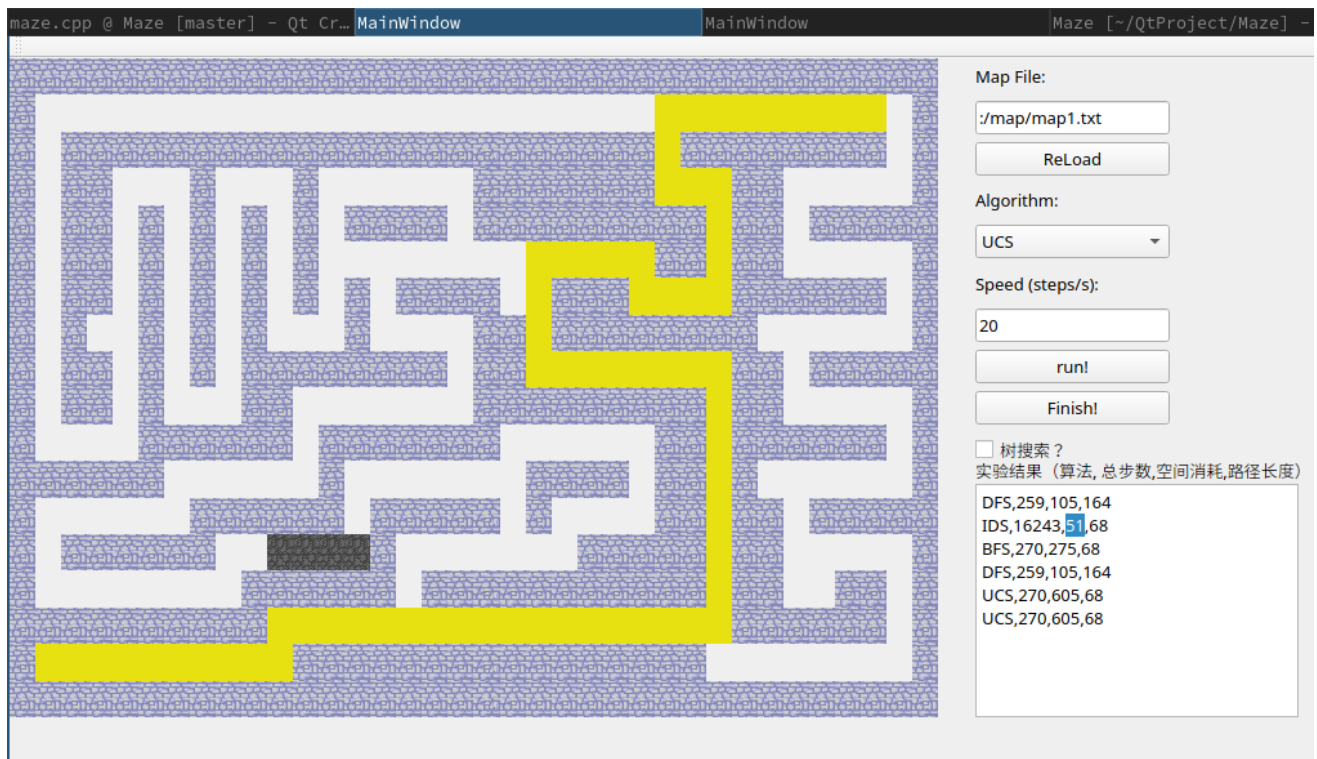 maze.cpp @ Maze [master] - Qt Cr… MainWindow MainWindow Maze [~/QtProject/Maze] -
Map File:
:/map/map1.txt
ReLoad
Algorithm:
UCS
Speed (steps/s):
20
run!
Finish!
树搜索？
实验结果（算法, 总步数,空间消耗,路径长度）
DFS,259,105,164
IDS,16243,51,68
BFS,270,275,68
DFS,259,105,164
UCS,270,605,68
UCS,270,605,68